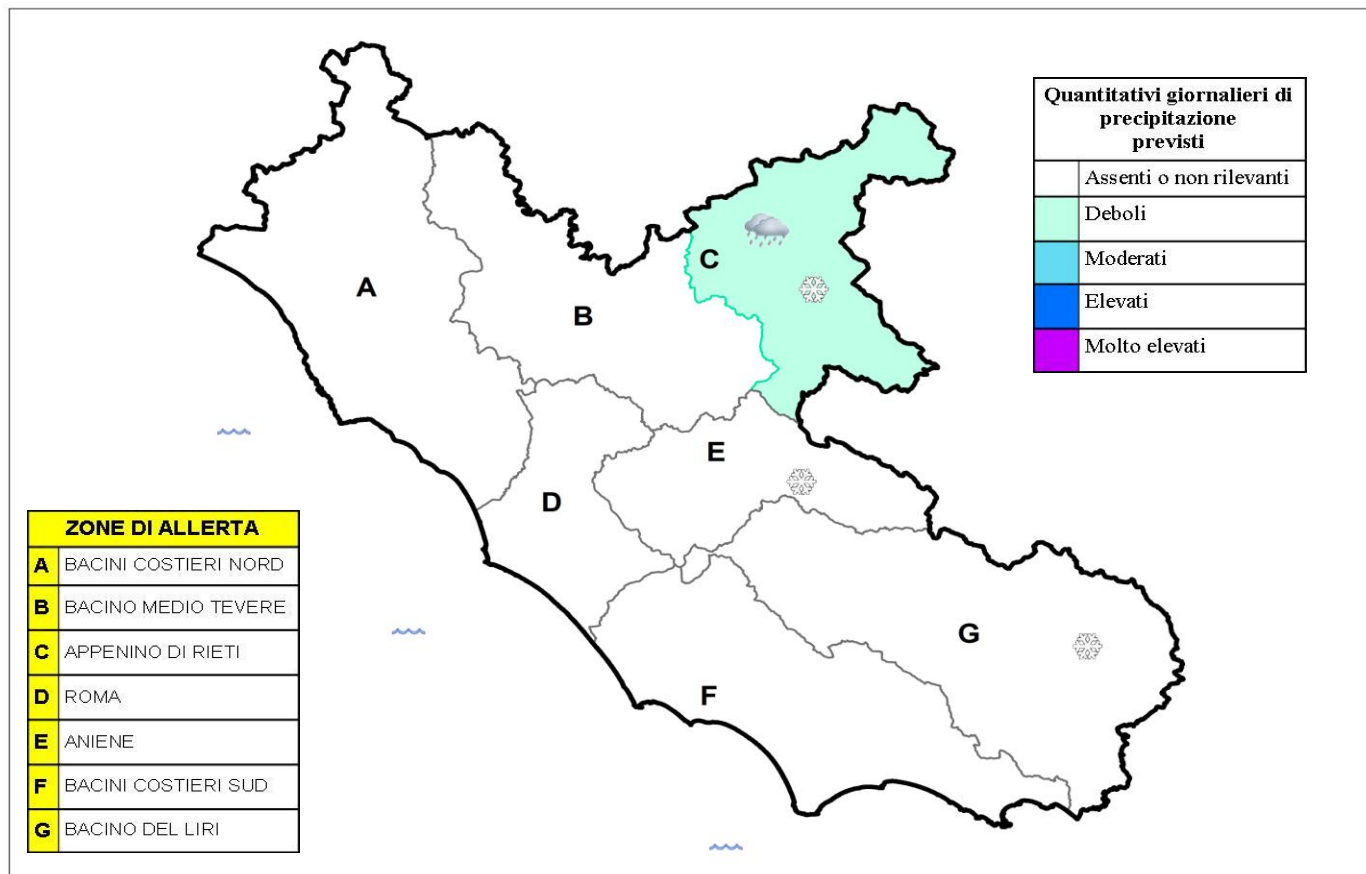 Quantitativi giornalieri di
precipitazione
previsti
Assenti o non rilevanti
Deboli
Moderati
Elevati
Molto elevati
A
B
C
D
E
F
G
ZONE DI ALLERTA
A BACINI COSTIERI NORD
B BACINO MEDIO TEVERE
C APPENINO DI RIETI
D ROMA
E ANIENE
F BACINI COSTIERI SUD
G BACINO DEL LIRI